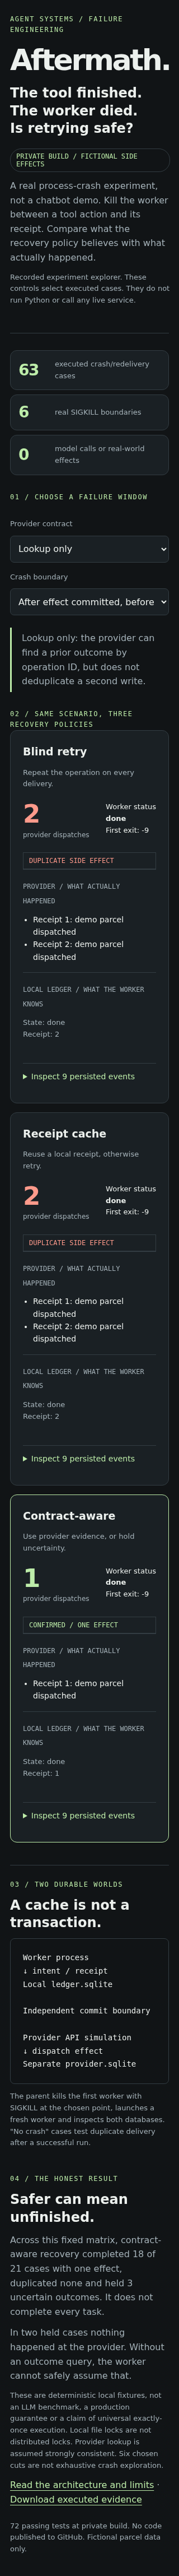 AGENT SYSTEMS / FAILURE
ENGINEERING
Aftermath.
The tool finished.
The worker died.
Is retrying safe?
PRIVATE BUILD / FICTIONAL SIDE
EFFECTS
A real process-crash experiment,
not a chatbot demo. Kill the worker
between a tool action and its
receipt. Compare what the
recovery policy believes with what
actually happened.
Recorded experiment explorer. These
controls select executed cases. They do not
run Python or call any live service.
63
executed crash/redelivery
cases
6
real SIGKILL boundaries
0
model calls or real-world
effects
01 / CHOOSE A FAILURE WINDOW
Provider contract
Lookup only
Crash boundary
After effect committed, before
Lookup only: the provider can
find a prior outcome by
operation ID, but does not
deduplicate a second write.
02 / SAME SCENARIO, THREE
RECOVERY POLICIES
Blind retry
Repeat the operation on every
delivery.
2
provider dispatches
Worker status
done
First exit: -9
DUPLICATE SIDE EFFECT
PROVIDER / WHAT ACTUALLY
HAPPENED
• Receipt 1: demo parcel
dispatched
• Receipt 2: demo parcel
dispatched
LOCAL LEDGER / WHAT THE WORKER
KNOWS
State: done
Receipt: 2
▶ Inspect 9 persisted events
Receipt cache
Reuse a local receipt, otherwise
retry.
2
provider dispatches
Worker status
done
First exit: -9
DUPLICATE SIDE EFFECT
PROVIDER / WHAT ACTUALLY
HAPPENED
• Receipt 1: demo parcel
dispatched
• Receipt 2: demo parcel
dispatched
LOCAL LEDGER / WHAT THE WORKER
KNOWS
State: done
Receipt: 2
▶ Inspect 9 persisted events
Contract-aware
Use provider evidence, or hold
uncertainty.
1
provider dispatches
Worker status
done
First exit: -9
CONFIRMED / ONE EFFECT
PROVIDER / WHAT ACTUALLY
HAPPENED
• Receipt 1: demo parcel
dispatched
LOCAL LEDGER / WHAT THE WORKER
KNOWS
State: done
Receipt: 1
▶ Inspect 9 persisted events
03 / TWO DURABLE WORLDS
A cache is not a
transaction.
Worker process
↓ intent / receipt
Local ledger.sqlite
Independent commit boundary
Provider API simulation
↓ dispatch effect
Separate provider.sqlite
The parent kills the first worker with
SIGKILL at the chosen point, launches a
fresh worker and inspects both databases.
"No crash" cases test duplicate delivery
after a successful run.
04 / THE HONEST RESULT
Safer can mean
unfinished.
Across this fixed matrix, contract-
aware recovery completed 18 of
21 cases with one effect,
duplicated none and held 3
uncertain outcomes. It does not
complete every task.
In two held cases nothing
happened at the provider. Without
an outcome query, the worker
cannot safely assume that.
These are deterministic local fixtures, not
an LLM benchmark, a production
guarantee or a claim of universal exactly-
once execution. Local file locks are not
distributed locks. Provider lookup is
assumed strongly consistent. Six chosen
cuts are not exhaustive crash exploration.
Read the architecture and limits ·
Download executed evidence
72 passing tests at private build. No code
published to GitHub. Fictional parcel data
only.